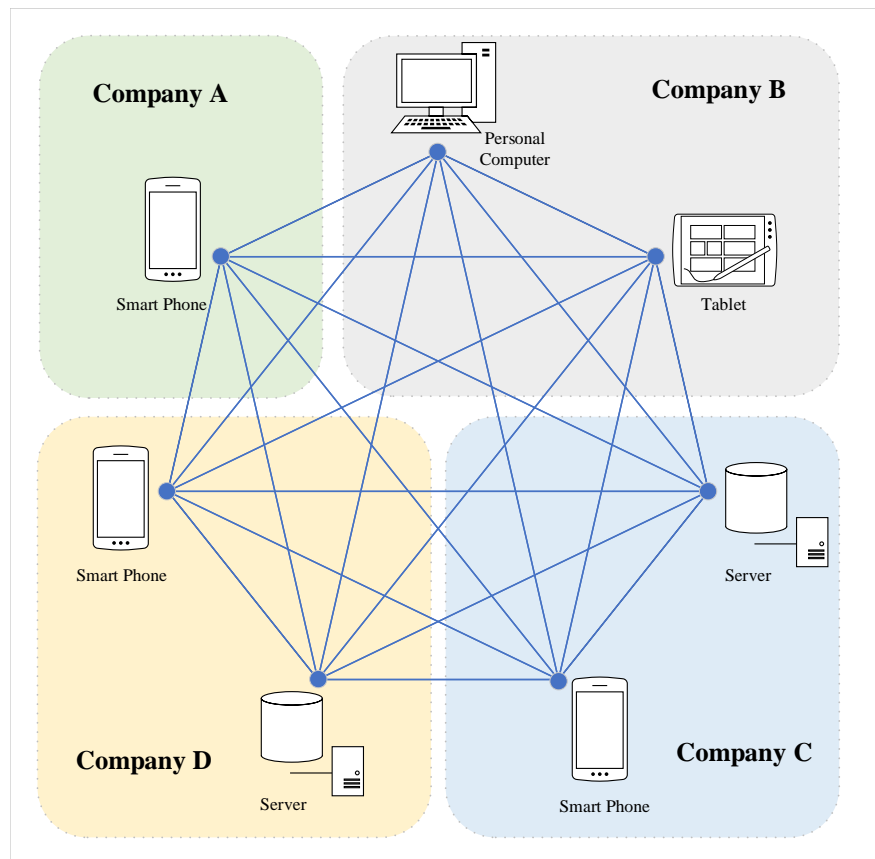 Company A
Company B
Personal
Computer
Smart Phone
Tablet
Smart Phone
Server
Company D
Company C
Server
Smart Phone